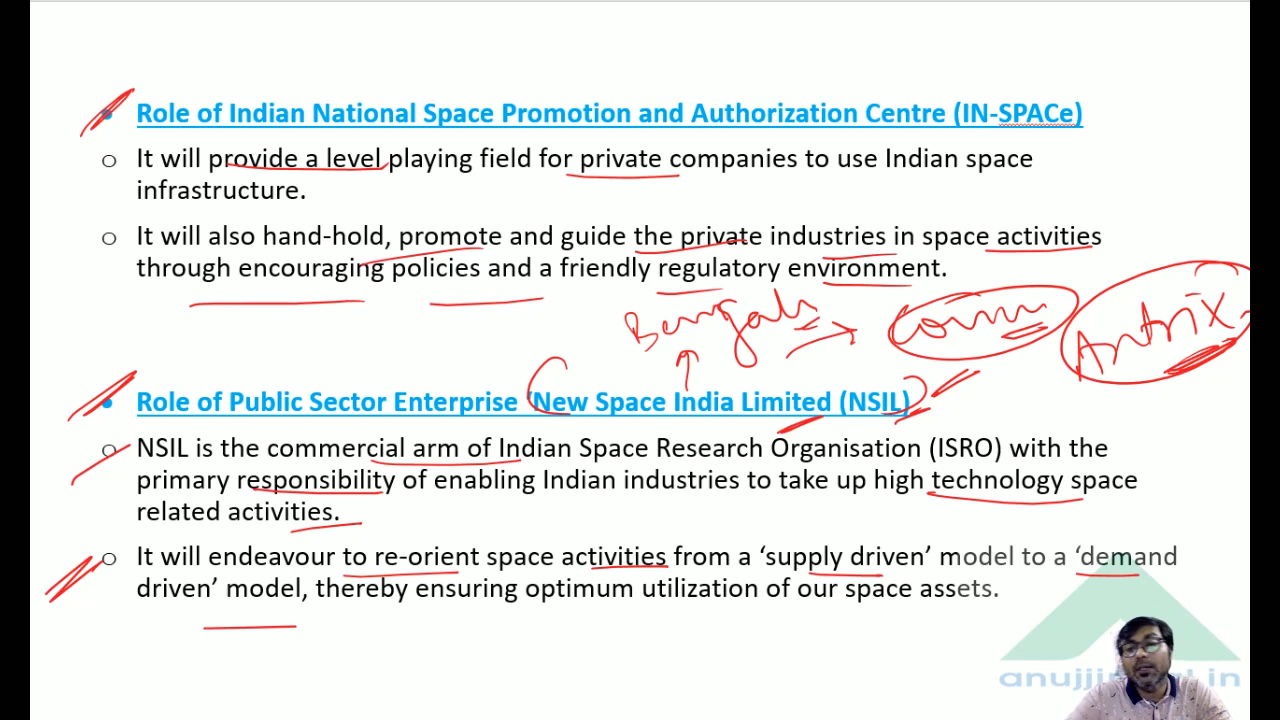 Role of Indian National Space Promotion and Authorization Centre (IN-SPACe)
o It will provide a level playing field for private companies to use Indian space
infrastructure.
o It will also hand-hold, promote and guide the private industries in space activities
through encouraging policies and a friendly regulatory environment.
Antrix
Role of Public Sector Enterprise 'New Space India Limited (NSIL)
o NSIL is the commercial arm of Indian Space Research Organisation (ISRO) with the
primary responsibility of enabling Indian industries to take up high technology space
related activities.
o It will endeavour to re-orient space activities from a ‘supply driven’ model to a ‘demand
driven’ model, thereby ensuring optimum utilization of our space assets.